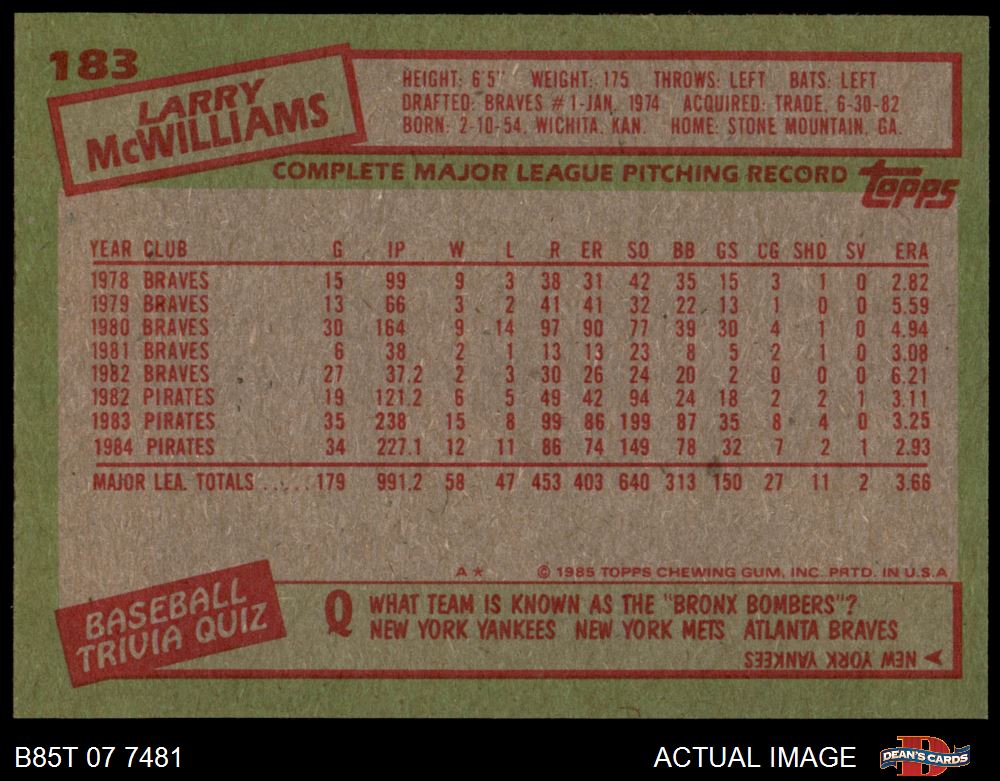 183
LARRY
McWILLIAMS
HEIGHT: 6'5" WEIGHT: 175 THROWS: LEFT BATS: LEFT
DRAFTED: BRAVES #1-JAN, 1974 ACQUIRED: TRADE, 6-30-82
BORN: 2-10-54, WICHITA, KAN. HOME: STONE MOUNTAIN, GA.
COMPLETE MAJOR LEAGUE PITCHING RECORD
Topps
YEAR CLUB G IP W L R ER SO BB GS CG SHO SV ERA
1978 BRAVES 15 99 9 3 38 31 42 35 15 3 1 0 2.82
1979 BRAVES 13 66 3 2 41 41 32 22 13 1 0 0 5.59
1980 BRAVES 30 164 9 14 97 90 77 39 30 4 1 0 4.94
1981 BRAVES 6 38 2 1 13 13 23 8 5 2 1 0 3.08
1982 BRAVES 27 37.2 2 3 30 26 24 20 2 0 0 0 6.21
1982 PIRATES 19 121.2 6 5 49 42 94 24 18 2 2 1 3.11
1983 PIRATES 35 238 15 8 99 86 199 87 35 8 4 0 3.25
1984 PIRATES 34 227.1 12 11 86 74 149 78 32 7 2 1 2.93
MAJOR LEA. TOTALS ...... 179 991.2 58 47 453 403 640 313 150 27 11 2 3.66
A* © 1985 TOPPS CHEWING GUM, INC. PRTD. IN U.S.A.
BASEBALL
TRIVIA QUIZ
Q WHAT TEAM IS KNOWN AS THE "BRONX BOMBERS"?
NEW YORK YANKEES NEW YORK METS ATLANTA BRAVES
NEW YORK YANKEES
B85T 07 7481
ACTUAL IMAGE
DEAN'S CARDS